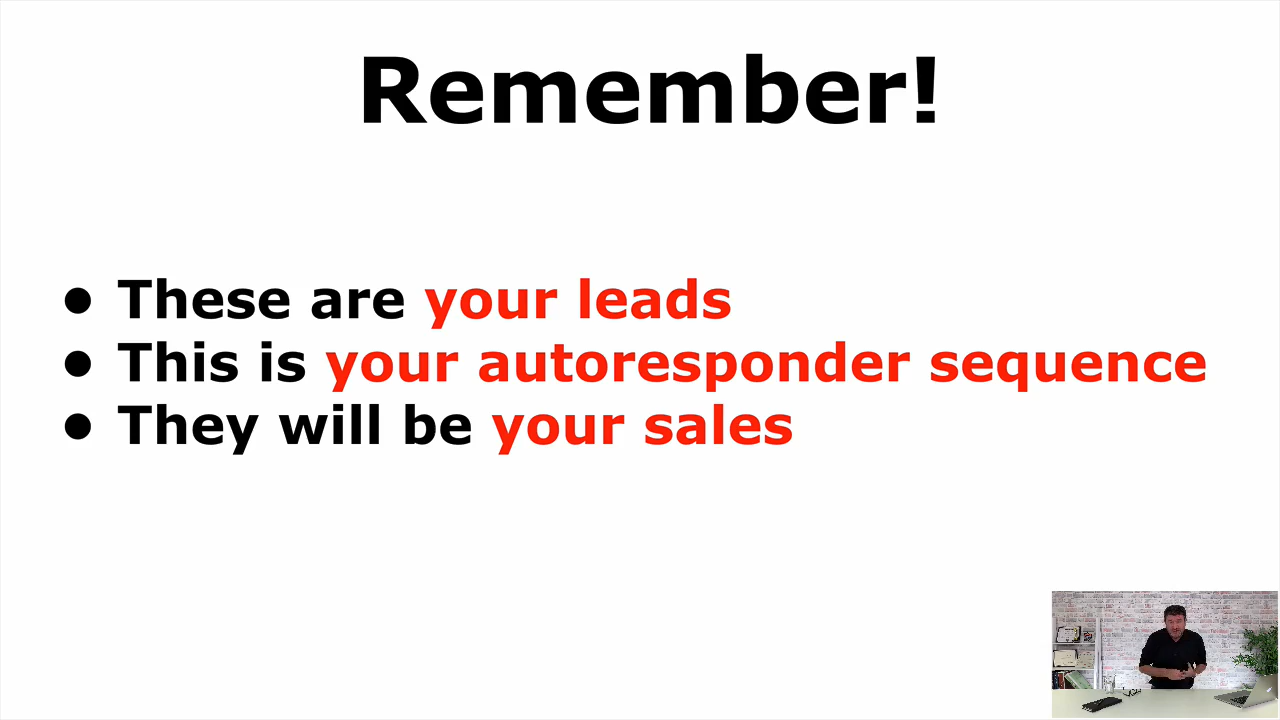 Remember!
• These are your leads
• This is your autoresponder sequence
• They will be your sales